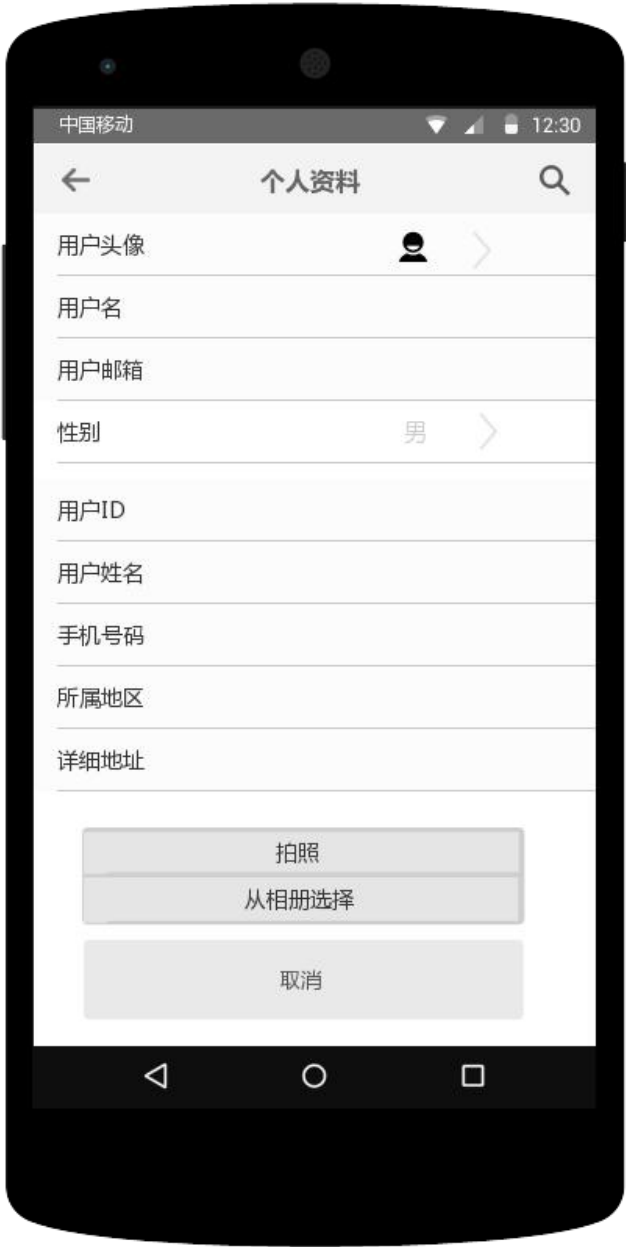 中国移动 12:30
个人资料
用户头像
用户名
用户邮箱
性别 男
用户ID
用户姓名
手机号码
所属地区
详细地址
拍照
从相册选择
取消